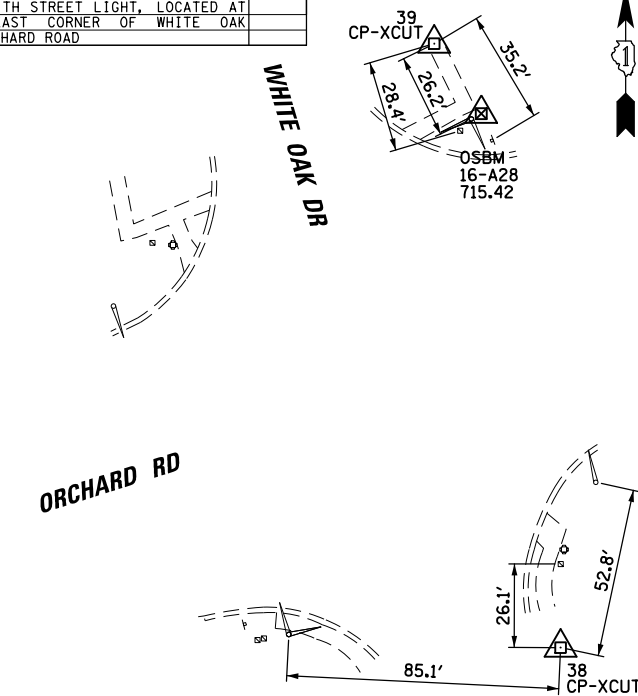 TH STREET LIGHT, LOCATED AT
AST CORNER OF WHITE OAK
HARD ROAD
39
CP-XCUT
35.2'
26.2'
28.4'
1
WHITE OAK DR
OSBM
16-A28
715.42
ORCHARD RD
52.8'
26.1'
85.1'
38
CP-XCUT